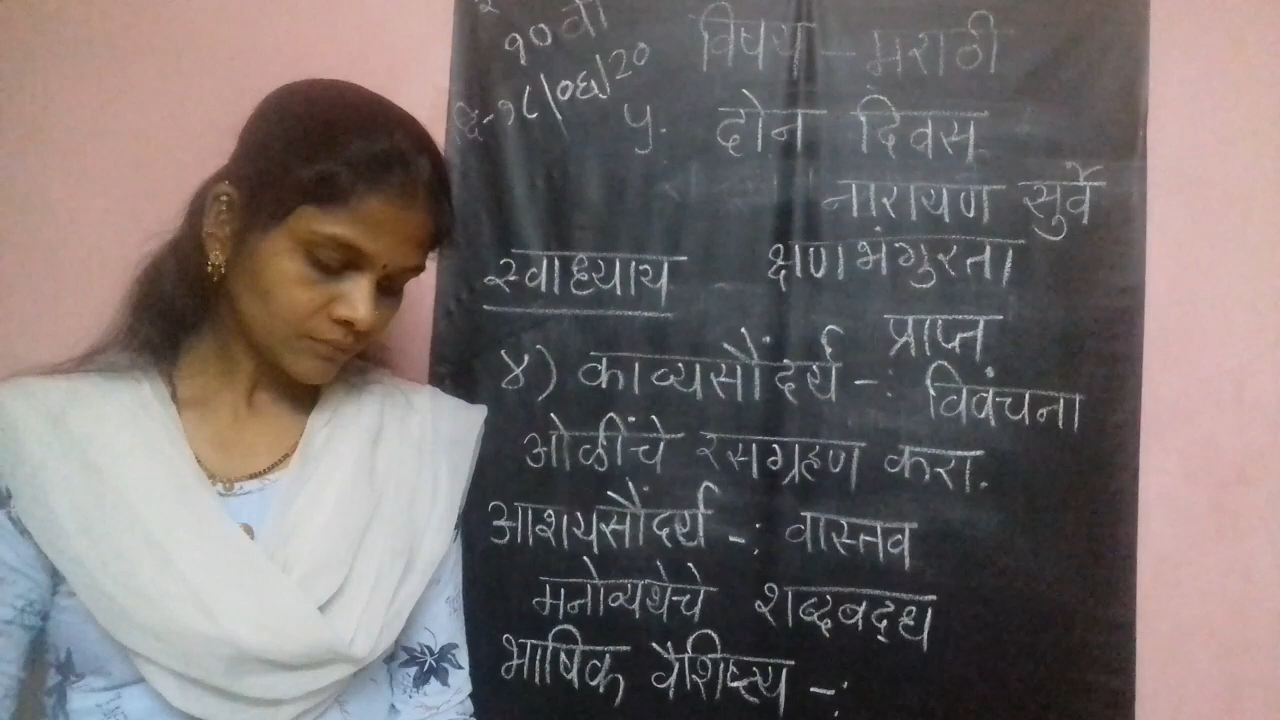 १० वी
विषय - मराठी
दि-१८/०६/२०
५. दोन दिवस
नारायण सुर्वे
स्वाध्याय क्षणभंगुरता
प्राप्त
४) काव्यसौंदर्य -: विवंचना
ओळींचे रसग्रहण करा.
आशयसौंदर्य -: वास्तव
मनोव्यथेचे शब्दबद्ध
भाषिक वैशिष्ट्य -: